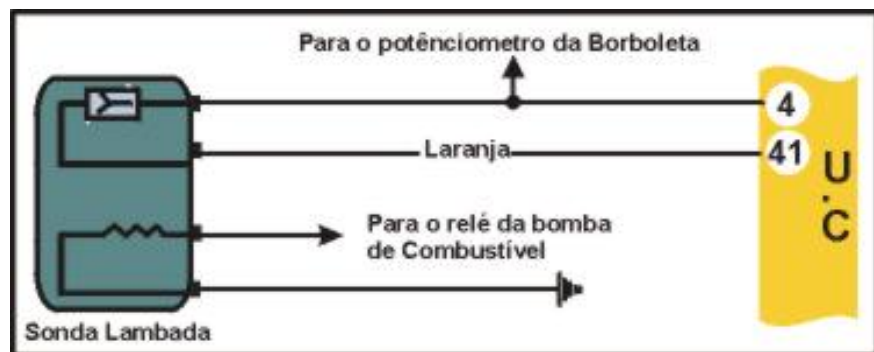 Para o potênciometro da Borboleta
4
Laranja
41
U.C
Para o relé da bomba
de Combustível
Sonda Lambada